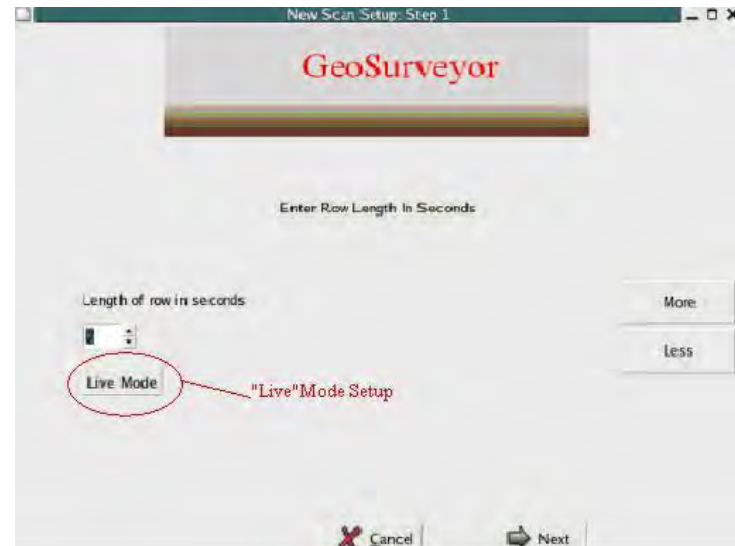 New Scan Setup: Step 1
GeoSurveyor
Enter Row Length In Seconds
Length of row in seconds
More
Less
Live Mode
"Live"Mode Setup
Cancel
Next